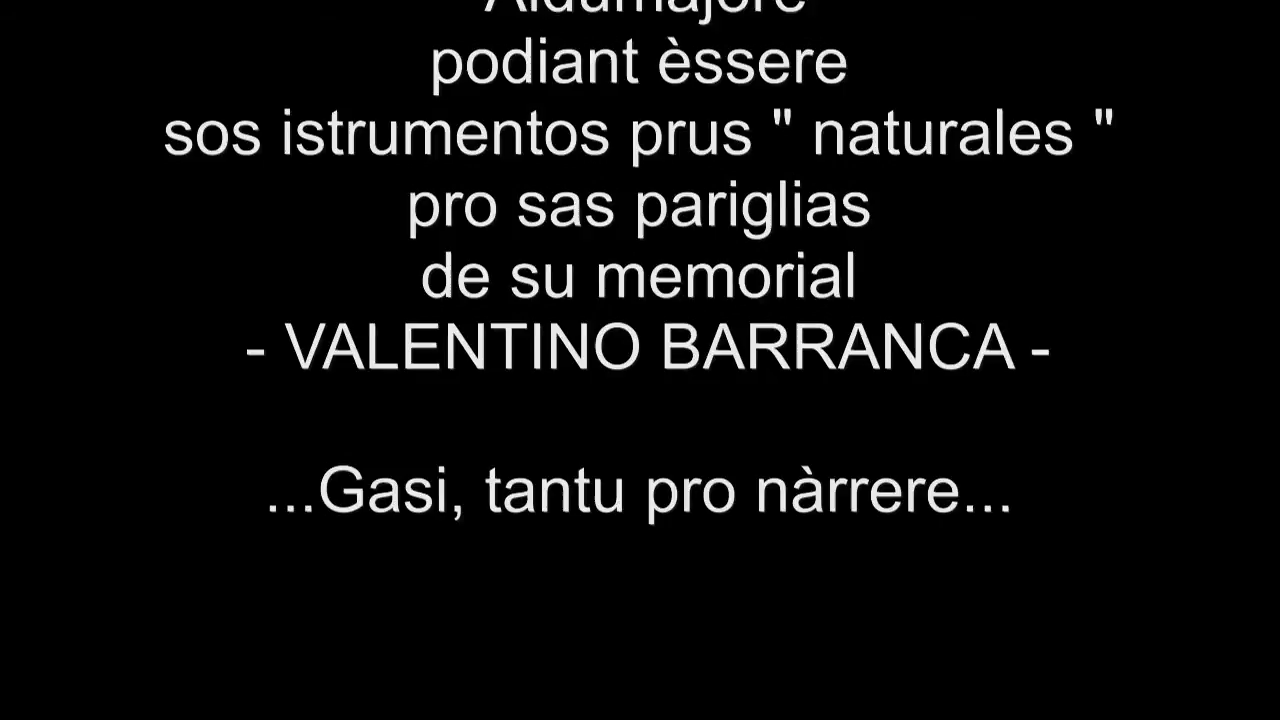 podiant èssere
sos istrumentos prus " naturales "
pro sas pariglias
de su memorial
- VALENTINO BARRANCA -
...Gasi, tantu pro nàrrere...